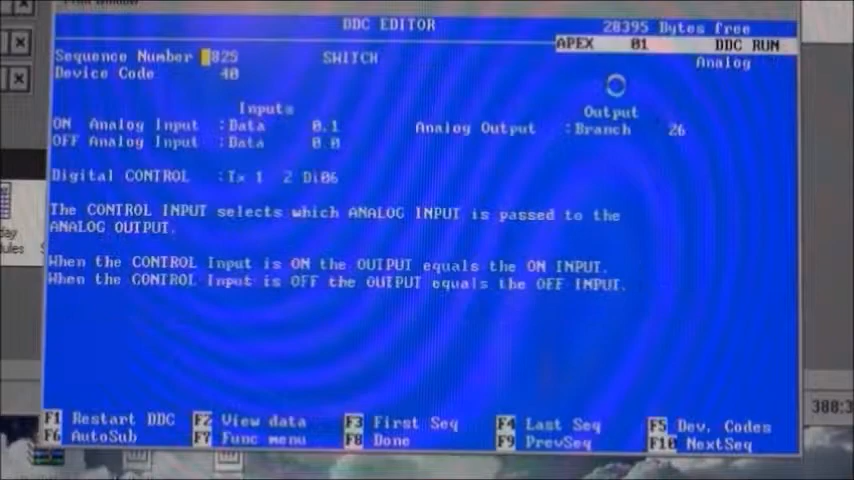 DDC EDITOR
28395 Bytes free
APEX 01 DDC RUN
Analog
Sequence Number 825 SWITCH
Device Code 40
Inputs
Output
ON Analog Input :Data 0.1
Analog Output :Branch 26
OFF Analog Input :Data 0.0
Digital CONTROL :Tx 1 2 Di06
The CONTROL INPUT selects which ANALOG INPUT is passed to the
ANALOG OUTPUT.
When the CONTROL Input is ON the OUTPUT equals the ON INPUT.
When the CONTROL Input is OFF the OUTPUT equals the OFF INPUT.
F1 Restart DDC F2 View data F3 First Seq F4 Last Seq F5 Dev. Codes
F6 AutoSub F7 Func menu F8 Done F9 PrevSeq F10 NextSeq
388:3